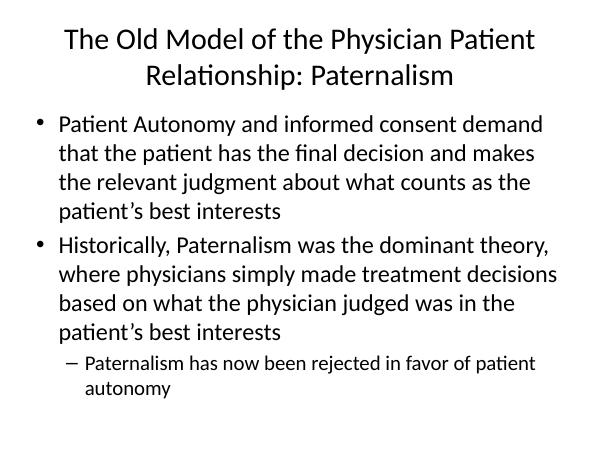 The Old Model of the Physician Patient
Relationship: Paternalism
• Patient Autonomy and informed consent demand
that the patient has the final decision and makes
the relevant judgment about what counts as the
patient’s best interests
• Historically, Paternalism was the dominant theory,
where physicians simply made treatment decisions
based on what the physician judged was in the
patient’s best interests
– Paternalism has now been rejected in favor of patient
autonomy